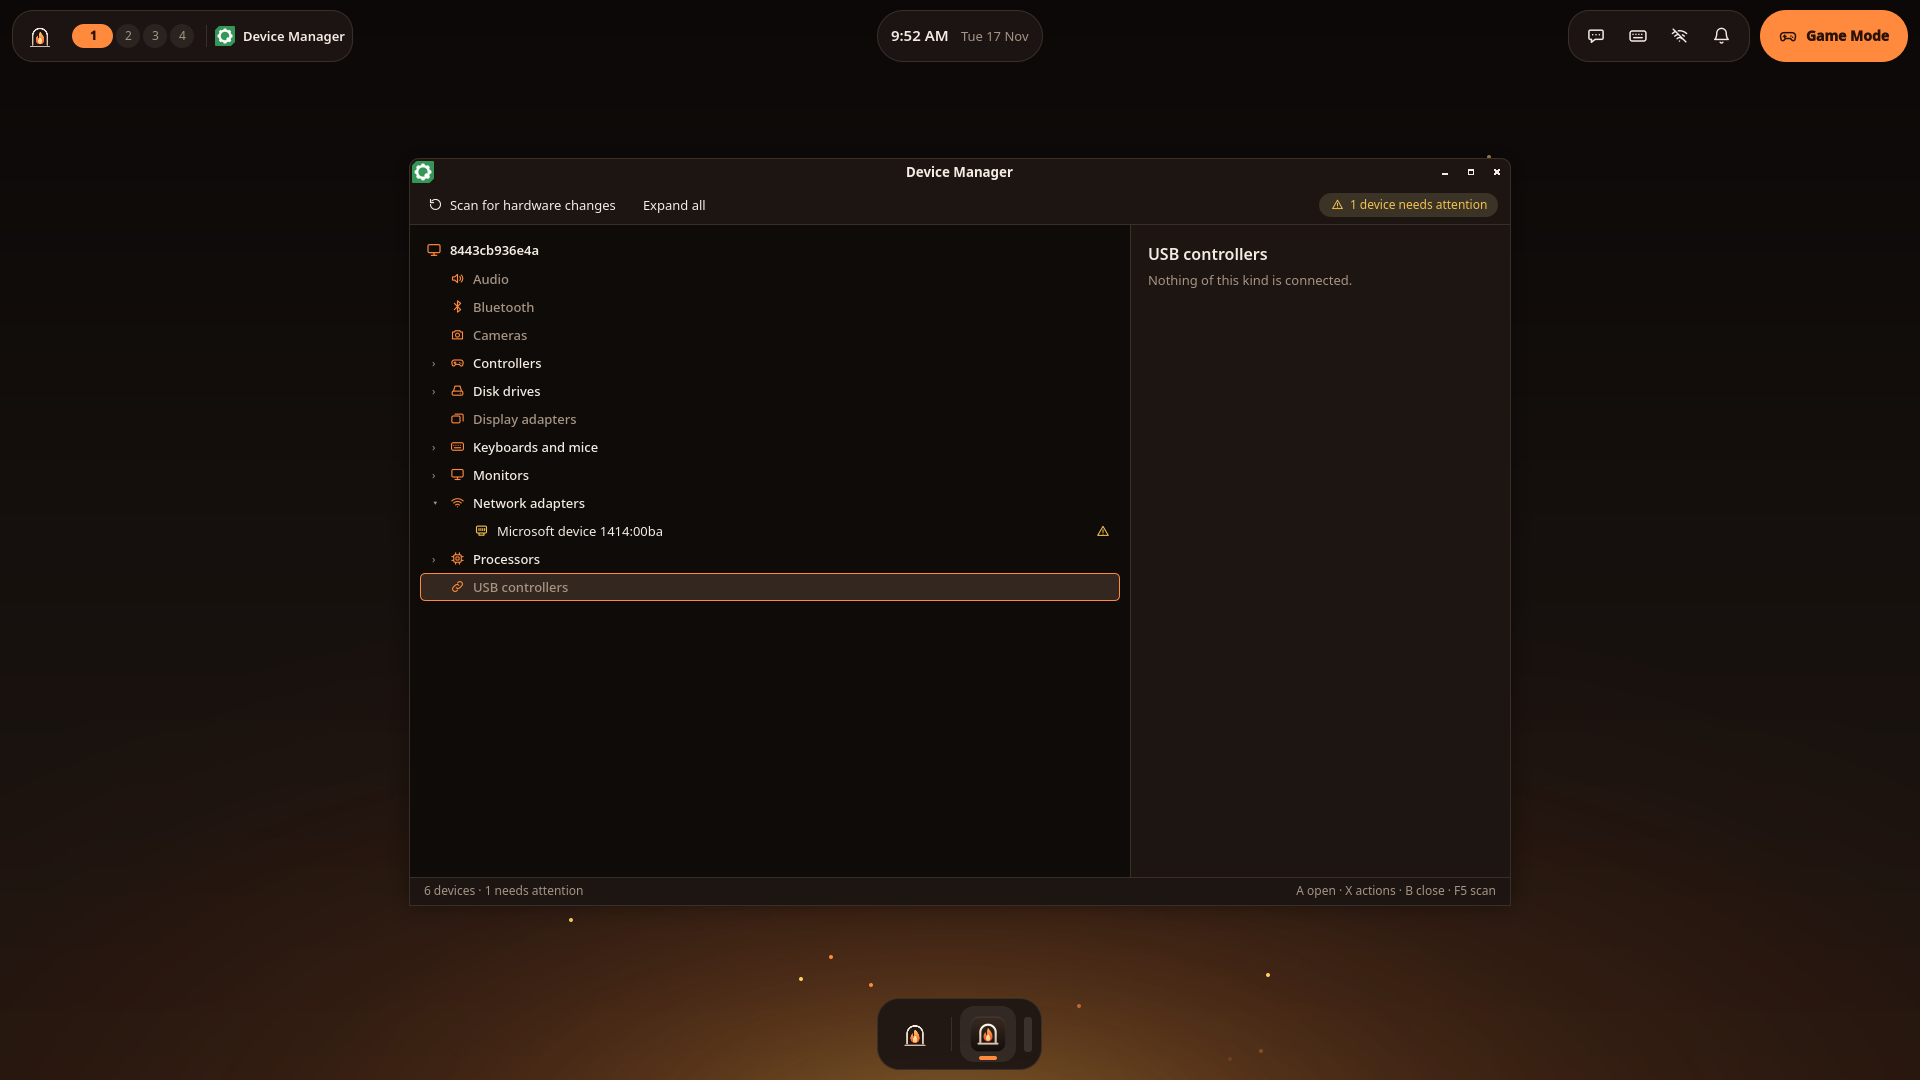 1 2 3 4 Device Manager
9:52 AM Tue 17 Nov
Game Mode
Device Manager
Scan for hardware changes Expand all
1 device needs attention
8443cb936e4a
Audio
Bluetooth
Cameras
Controllers
Disk drives
Display adapters
Keyboards and mice
Monitors
Network adapters
Microsoft device 1414:00ba
Processors
USB controllers
USB controllers
Nothing of this kind is connected.
6 devices · 1 needs attention
A open · X actions · B close · F5 scan